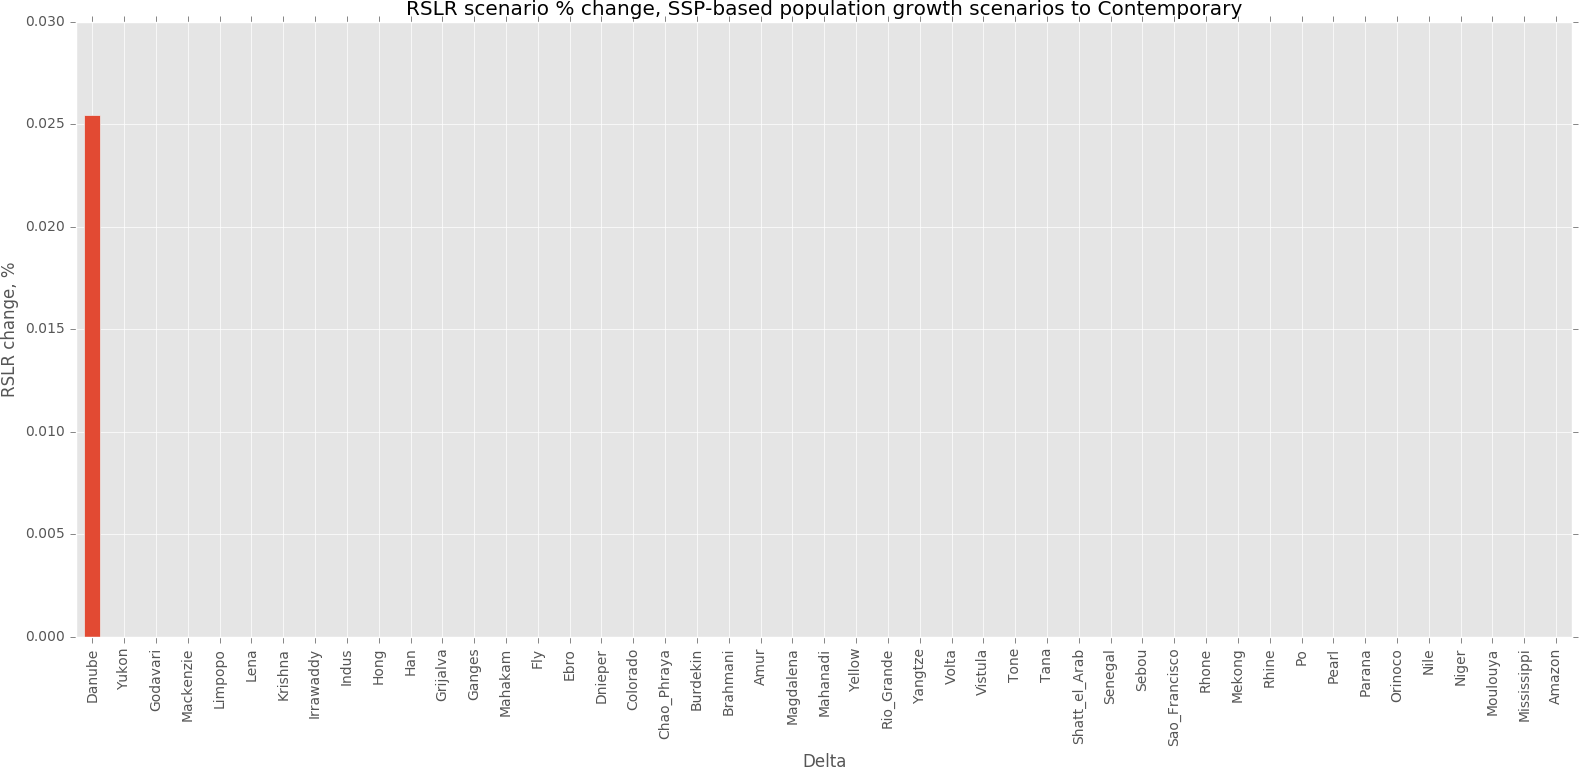 RSLR scenario % change, SSP-based population growth scenarios to Contemporary
RSLR change, %
0.030
0.025
0.020
0.015
0.010
0.005
0.000
Danube
Yukon
Godavari
Mackenzie
Limpopo
Lena
Krishna
Irrawaddy
Indus
Hong
Han
Grijalva
Ganges
Mahakam
Fly
Ebro
Dnieper
Colorado
Chao_Phraya
Burdekin
Brahmani
Amur
Magdalena
Mahanadi
Yellow
Rio_Grande
Yangtze
Volta
Vistula
Tone
Tana
Shatt_el_Arab
Senegal
Sebou
Sao_Francisco
Rhone
Mekong
Rhine
Po
Pearl
Parana
Orinoco
Nile
Niger
Moulouya
Mississippi
Amazon
Delta